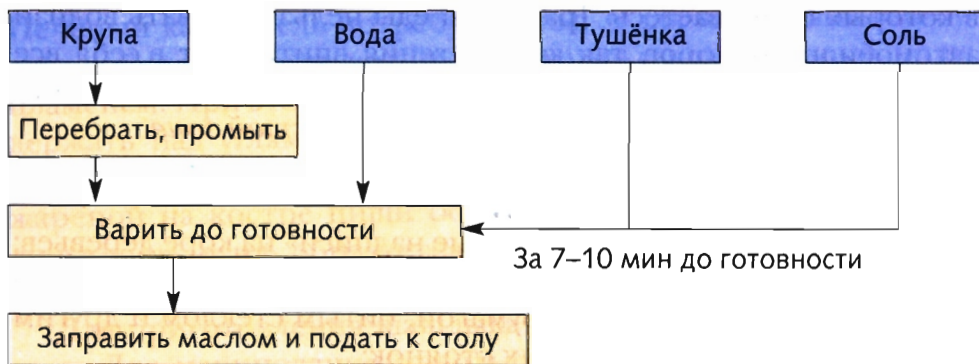 Крупа
Вода
Тушёнка
Соль
Перебрать, промыть
Варить до готовности
За 7–10 мин до готовности
Заправить маслом и подать к столу